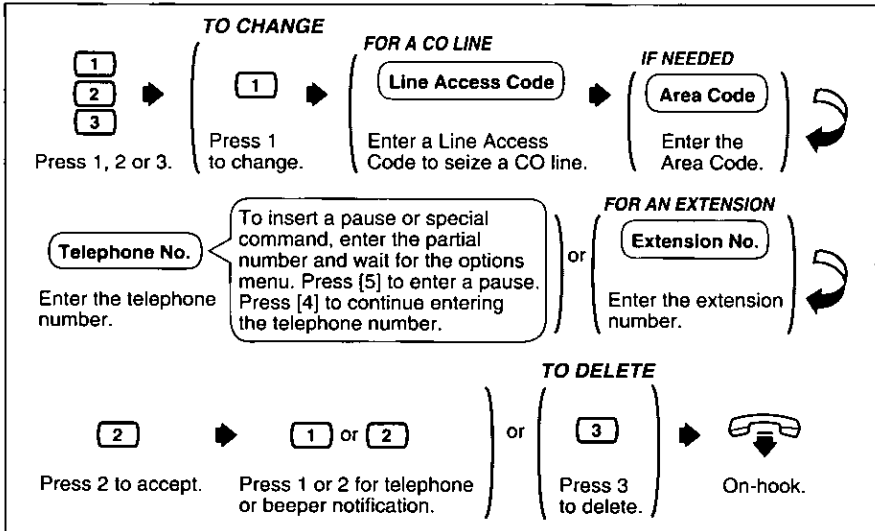 TO CHANGE
FOR A CO LINE
IF NEEDED
1
2
3
1
Line Access Code
Area Code
Press 1, 2 or 3.
Press 1
to change.
Enter a Line Access
Code to seize a CO line.
Enter the
Area Code.
Telephone No.
Enter the telephone
number.
To insert a pause or special
command, enter the partial
number and wait for the options
menu. Press [5] to enter a pause.
Press [4] to continue entering
the telephone number.
or
FOR AN EXTENSION
Extension No.
Enter the extension
number.
2
Press 2 to accept.
1 or 2
Press 1 or 2 for telephone
or beeper notification.
or
TO DELETE
3
Press 3
to delete.
On-hook.